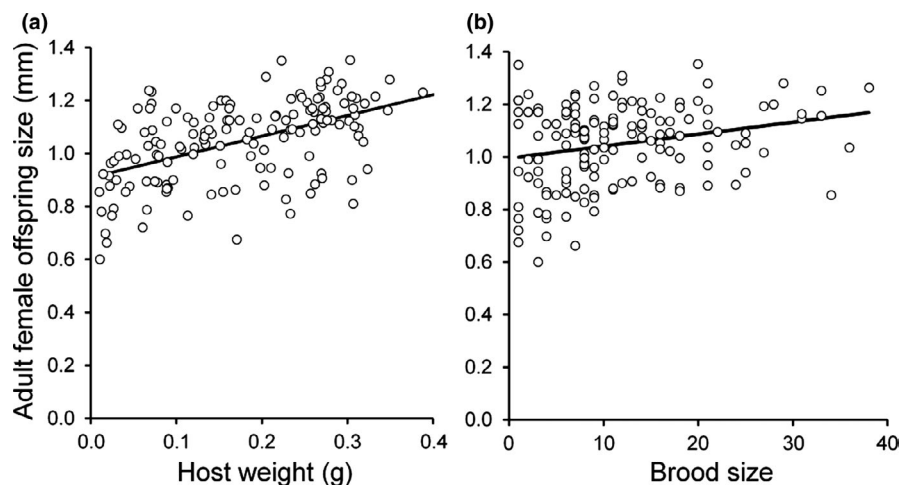 (a)
Adult female offspring size (mm)
1.4
1.2
1.0
0.8
0.6
0.4
0.2
0.0
0.0 0.1 0.2 0.3 0.4
Host weight (g)
(b)
1.4
1.2
1.0
0.8
0.6
0.4
0.2
0.0
0 10 20 30 40
Brood size